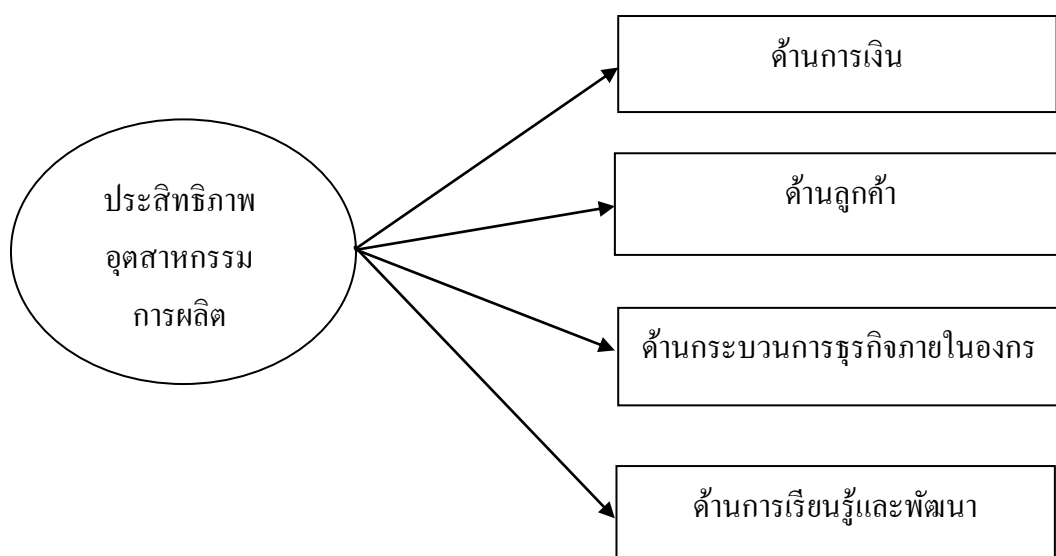 ประสิทธิภาพ
อุตสาหกรรม
การผลิต
ด้านการเงิน
ด้านลูกค้า
ด้านกระบวนการธุรกิจภายในองกร
ด้านการเรียนรู้และพัฒนา